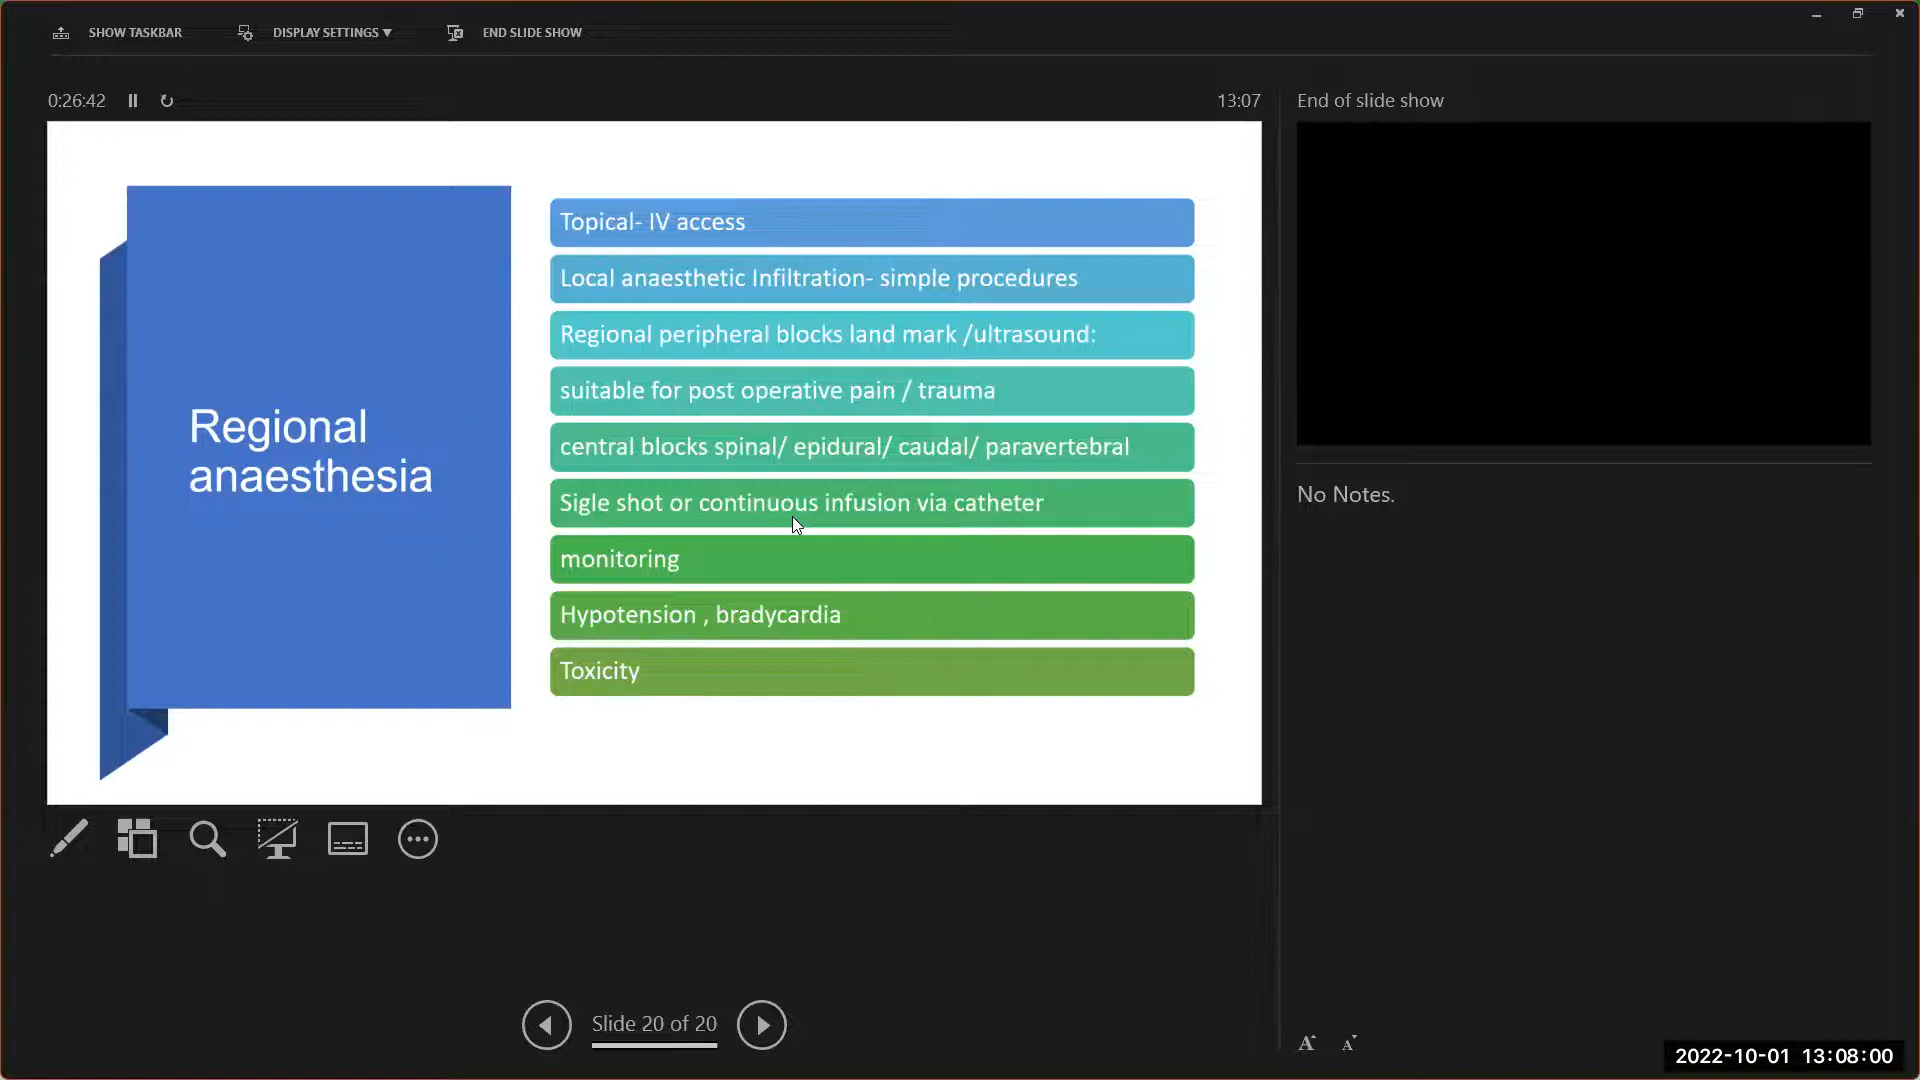 SHOW TASKBAR
DISPLAY SETTINGS ▼
END SLIDE SHOW
0:26:42
13:07
End of slide show
Regional
anaesthesia
Topical- IV access
Local anaesthetic Infiltration- simple procedures
Regional peripheral blocks land mark /ultrasound:
suitable for post operative pain / trauma
central blocks spinal/ epidural/ caudal/ paravertebral
Sigle shot or continuous infusion via catheter
monitoring
Hypotension , bradycardia
Toxicity
No Notes.
Slide 20 of 20
A A
2022-10-01 13:08:00